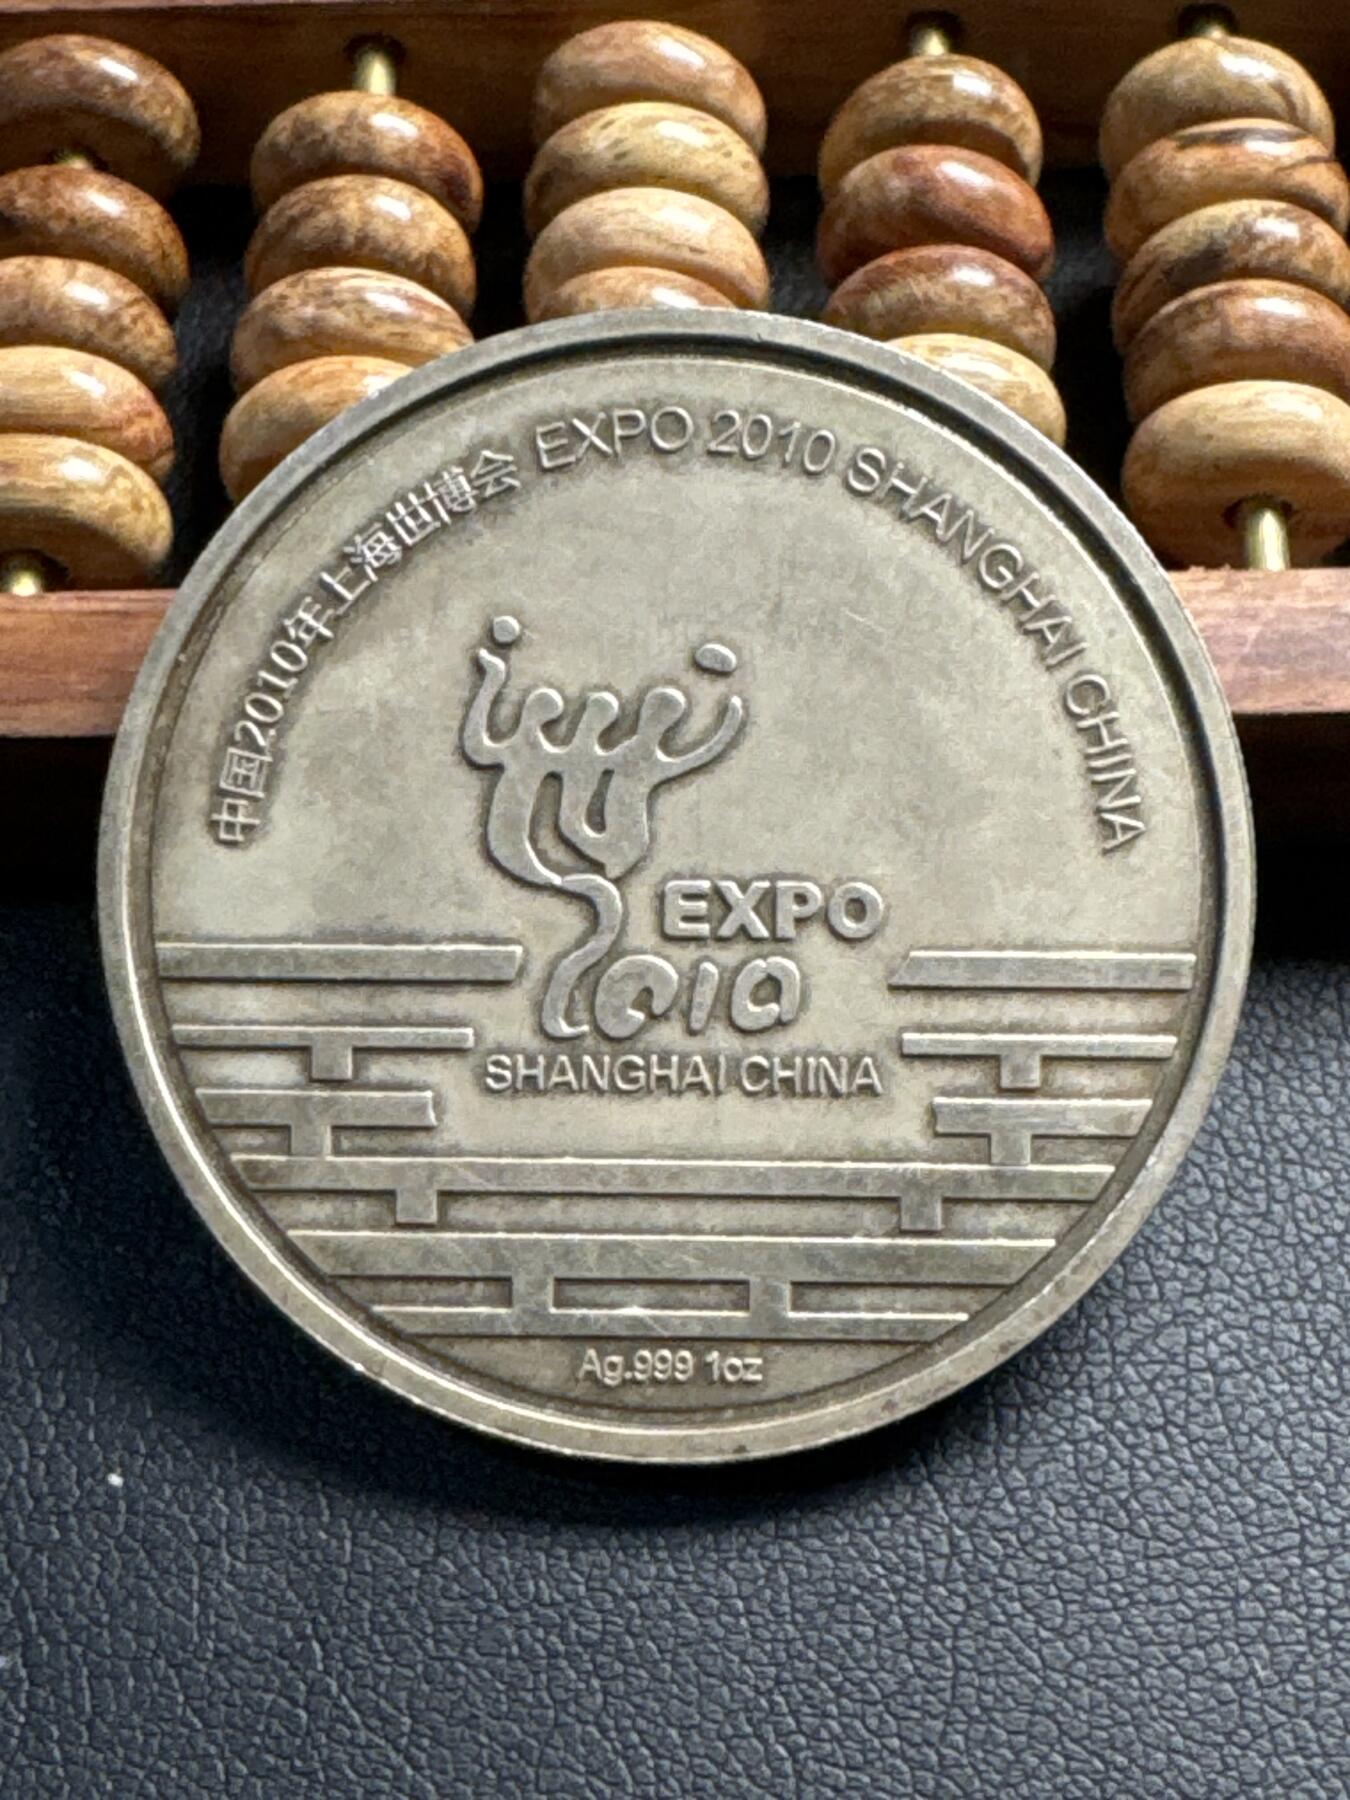 中国2010年上海世博会 EXPO 2010 SHANGHAI CHINA
EXPO
2010
SHANGHAI CHINA
Ag.999 1oz